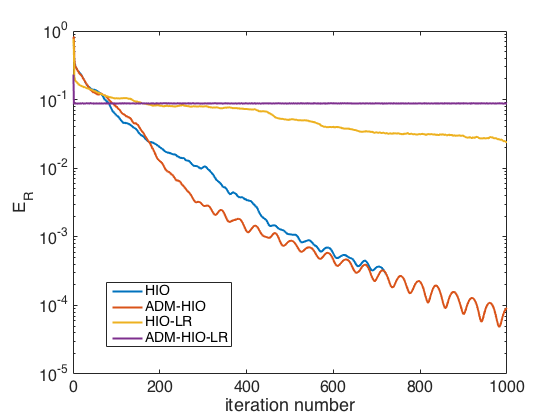 10^0
10^-1
10^-2
10^-3
10^-4
10^-5
E_R
HIO
ADM-HIO
HIO-LR
ADM-HIO-LR
0 200 400 600 800 1000
iteration number